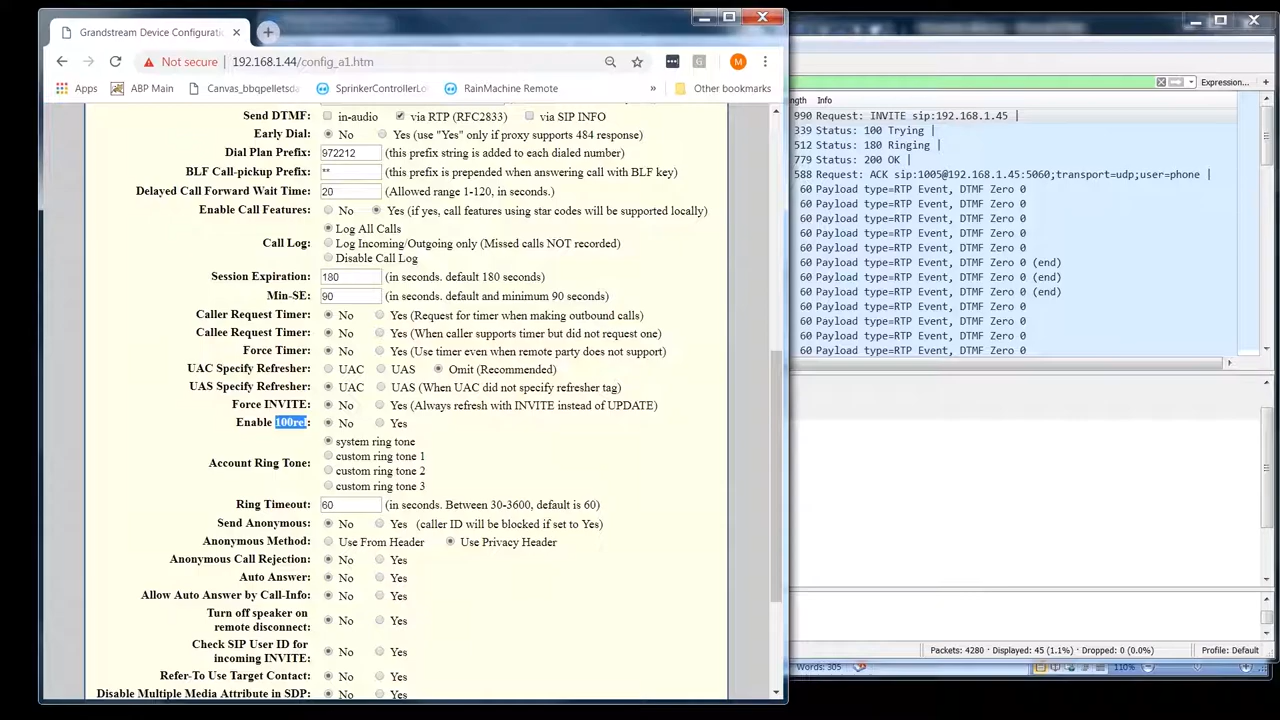 Grandstream Device Configurati
Not secure 192.168.1.44/config_a1.htm
G
M
Apps ABP Main Canvas_bbqpelletsda SprinkerControllerLo RainMachine Remote » Other bookmarks
Send DTMF: in-audio via RTP (RFC2833) via SIP INFO
Early Dial: No Yes (use "Yes" only if proxy supports 484 response)
Dial Plan Prefix: 972212 (this prefix string is added to each dialed number)
BLF Call-pickup Prefix: ** (this prefix is prepended when answering call with BLF key)
Delayed Call Forward Wait Time: 20 (Allowed range 1-120, in seconds.)
Enable Call Features: No Yes (if yes, call features using star codes will be supported locally)
Log All Calls
Call Log: Log Incoming/Outgoing only (Missed calls NOT recorded)
Disable Call Log
Session Expiration: 180 (in seconds. default 180 seconds)
Min-SE: 90 (in seconds. default and minimum 90 seconds)
Caller Request Timer: No Yes (Request for timer when making outbound calls)
Callee Request Timer: No Yes (When caller supports timer but did not request one)
Force Timer: No Yes (Use timer even when remote party does not support)
UAC Specify Refresher: UAC UAS Omit (Recommended)
UAS Specify Refresher: UAC UAS (When UAC did not specify refresher tag)
Force INVITE: No Yes (Always refresh with INVITE instead of UPDATE)
Enable 100rel: No Yes
system ring tone
custom ring tone 1
Account Ring Tone:
custom ring tone 2
custom ring tone 3
Ring Timeout: 60 (in seconds. Between 30-3600, default is 60)
Send Anonymous: No Yes (caller ID will be blocked if set to Yes)
Anonymous Method: Use From Header Use Privacy Header
Anonymous Call Rejection: No Yes
Auto Answer: No Yes
Allow Auto Answer by Call-Info: No Yes
Turn off speaker on
remote disconnect: No Yes
Check SIP User ID for
incoming INVITE: No Yes
Refer-To Use Target Contact: No Yes
Disable Multiple Media Attribute in SDP: No Yes
Expression... +
ngth Info
990 Request: INVITE sip:192.168.1.45 |
339 Status: 100 Trying |
512 Status: 180 Ringing |
779 Status: 200 OK |
588 Request: ACK sip:1005@192.168.1.45:5060;transport=udp;user=phone |
60 Payload type=RTP Event, DTMF Zero 0
60 Payload type=RTP Event, DTMF Zero 0
60 Payload type=RTP Event, DTMF Zero 0
60 Payload type=RTP Event, DTMF Zero 0
60 Payload type=RTP Event, DTMF Zero 0
60 Payload type=RTP Event, DTMF Zero 0 (end)
60 Payload type=RTP Event, DTMF Zero 0 (end)
60 Payload type=RTP Event, DTMF Zero 0 (end)
60 Payload type=RTP Event, DTMF Zero 0
60 Payload type=RTP Event, DTMF Zero 0
60 Payload type=RTP Event, DTMF Zero 0
60 Payload type=RTP Event, DTMF Zero 0
Packets: 4280 · Displayed: 45 (1.1%) · Dropped: 0 (0.0%) Profile: Default
Words: 305 110%